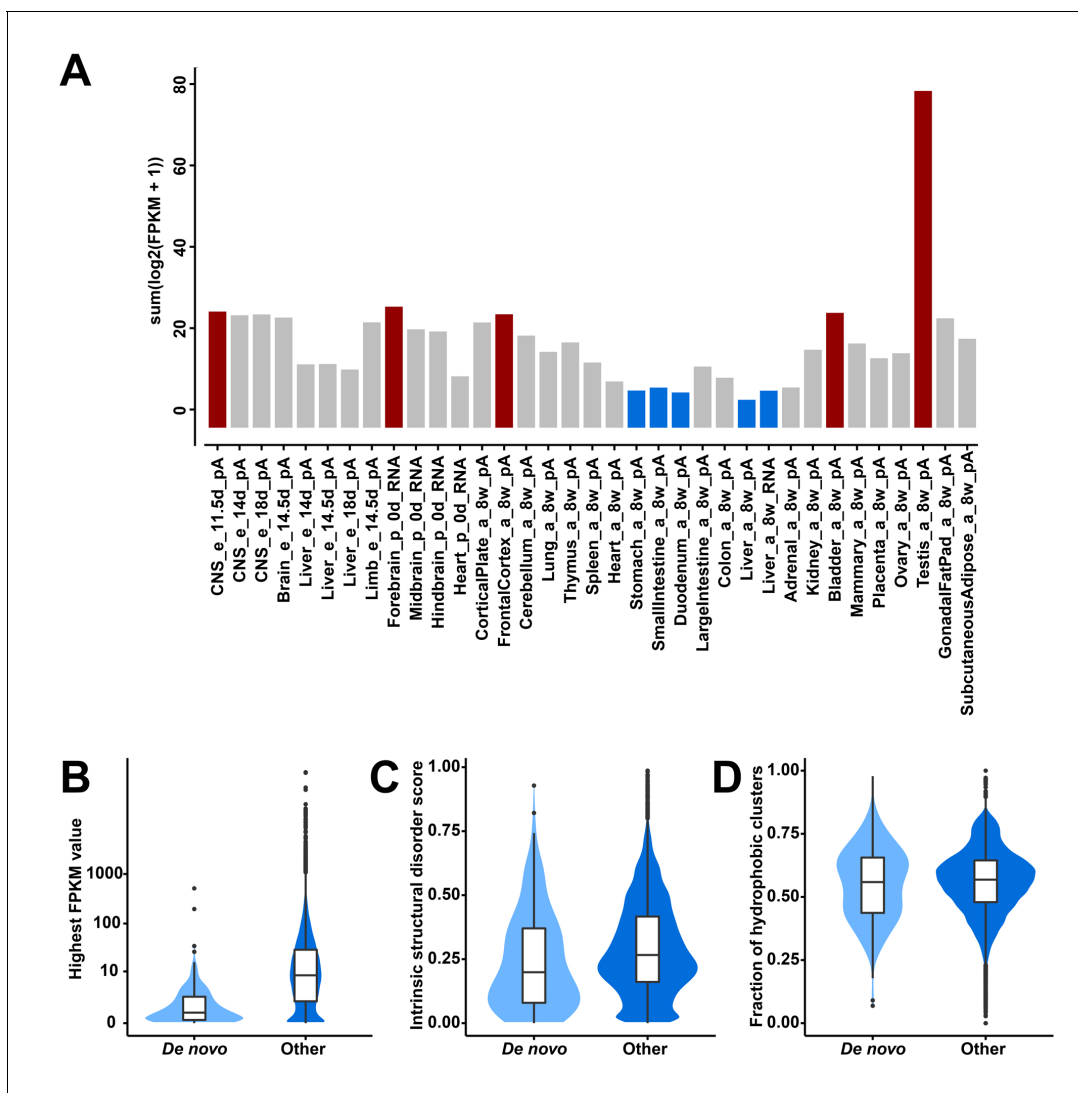 A
sum(log2(FPKM + 1))
80
60
40
20
0
CNS_e_11.5d_pA
CNS_e_14d_pA
CNS_e_18d_pA
Brain_e_14.5d_pA
Liver_e_14d_pA
Liver_e_14.5d_pA
Liver_e_18d_pA
Limb_e_14.5d_pA
Forebrain_p_0d_RNA
Midbrain_p_0d_RNA
Hindbrain_p_0d_RNA
Heart_p_0d_RNA
CorticalPlate_a_8w_pA
FrontalCortex_a_8w_pA
Cerebellum_a_8w_pA
Lung_a_8w_pA
Thymus_a_8w_pA
Spleen_a_8w_pA
Heart_a_8w_pA
Stomach_a_8w_pA
SmallIntestine_a_8w_pA
Duodenum_a_8w_pA
LargeIntestine_a_8w_pA
Colon_a_8w_pA
Liver_a_8w_pA
Liver_a_8w_RNA
Adrenal_a_8w_pA
Kidney_a_8w_pA
Bladder_a_8w_pA
Mammary_a_8w_pA
Placenta_a_8w_pA
Ovary_a_8w_pA
Testis_a_8w_pA
GonadalFatPad_a_8w_pA
SubcutaneousAdipose_a_8w_pA
B
Highest FPKM value
1000
100
10
0
De novo
Other
C
Intrinsic structural disorder score
1.00
0.75
0.50
0.25
0.00
De novo
Other
D
Fraction of hydrophobic clusters
1.00
0.75
0.50
0.25
0.00
De novo
Other